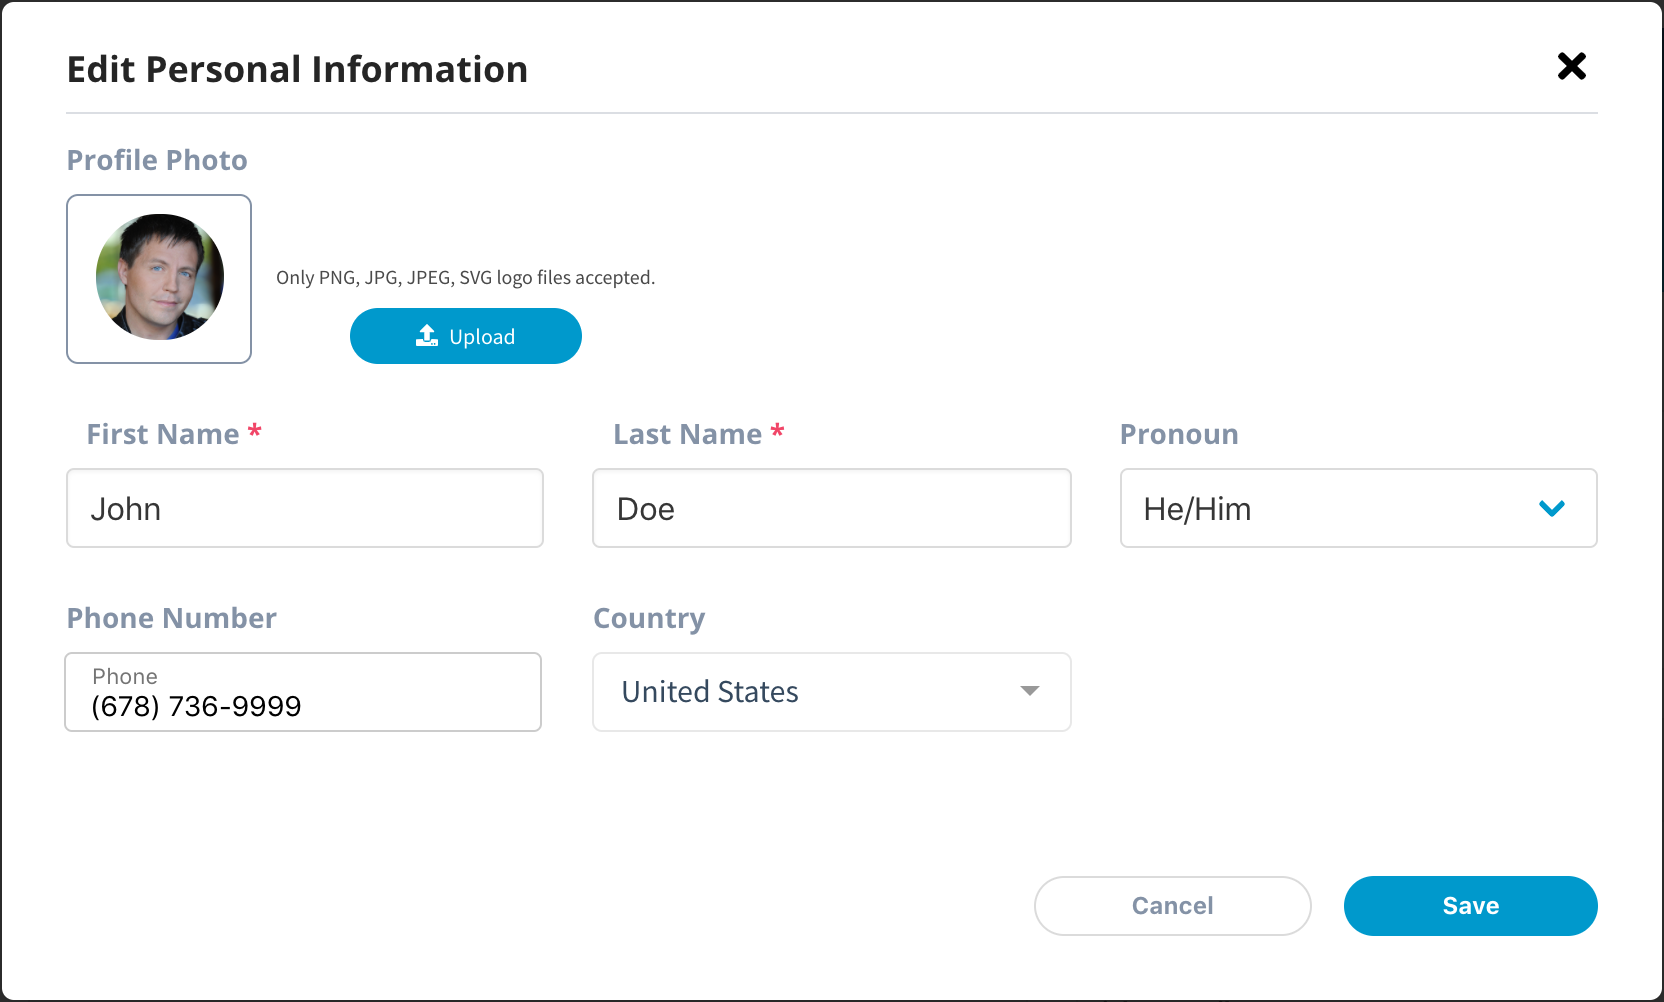 Edit Personal Information
Profile Photo
Only PNG, JPG, JPEG, SVG logo files accepted.
Upload
First Name * Last Name * Pronoun
John Doe He/Him
Phone Number Country
Phone
(678) 736-9999 United States
Cancel Save